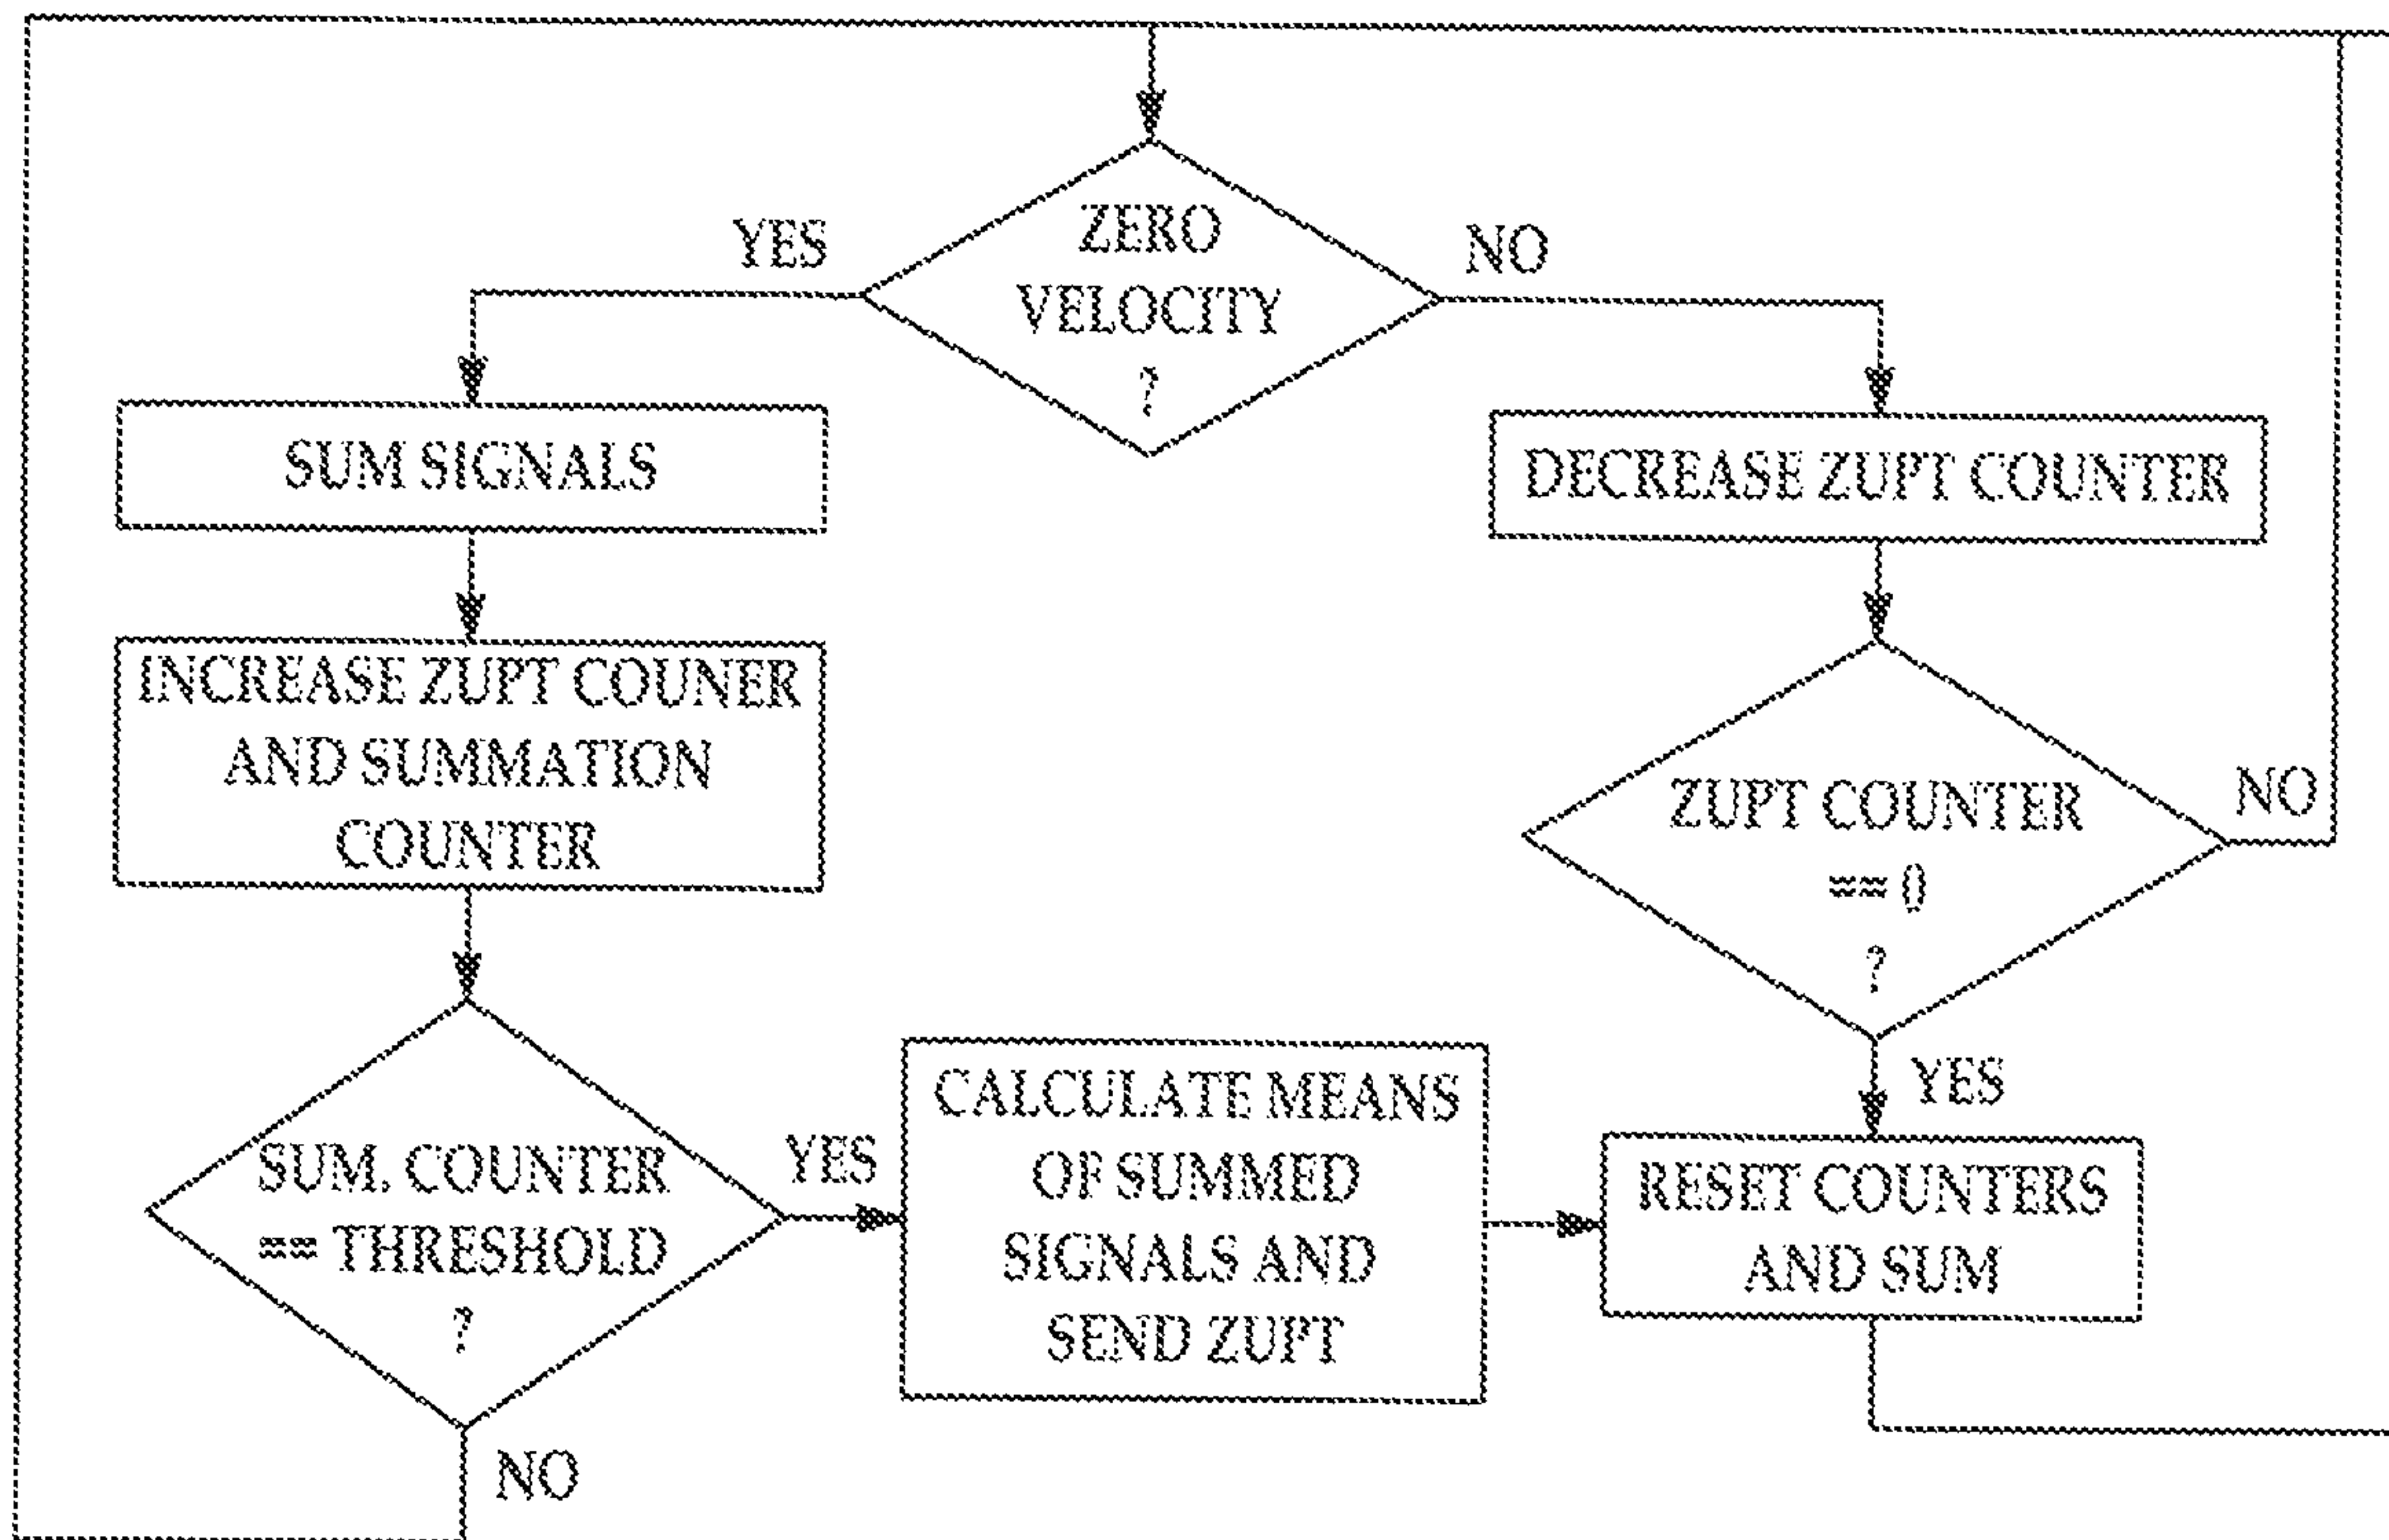 ZERO
VELOCITY
?
YES
NO
SUM SIGNALS
DECREASE ZUPT COUNTER
INCREASE ZUPT COUNER
AND SUMMATION
COUNTER
ZUPT COUNTER
== 0
?
NO
YES
SUM. COUNTER
== THRESHOLD
?
YES
NO
CALCULATE MEANS
OF SUMMED
SIGNALS AND
SEND ZUPT
RESET COUNTERS
AND SUM